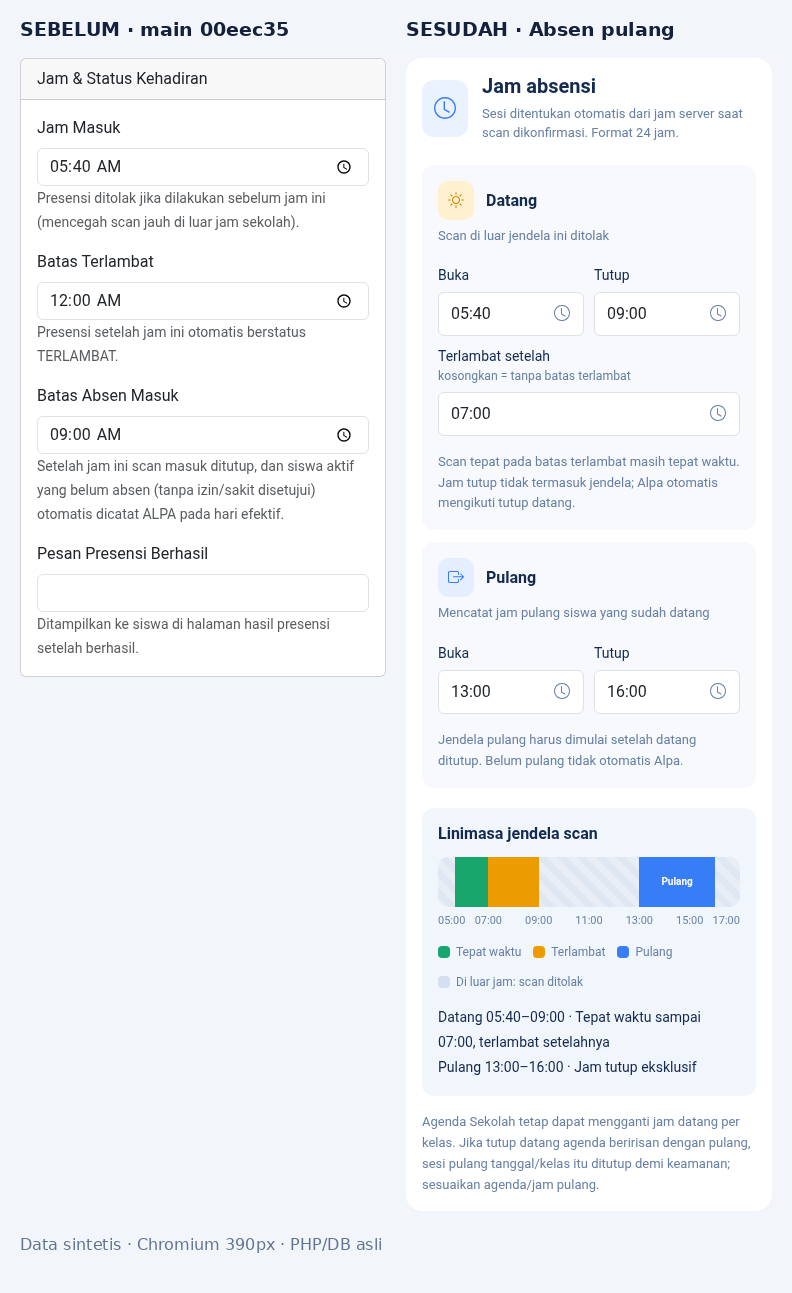 SEBELUM · main 00eec35
Jam & Status Kehadiran
Jam Masuk
05:40 AM
Presensi ditolak jika dilakukan sebelum jam ini
(mencegah scan jauh di luar jam sekolah).
Batas Terlambat
12:00 AM
Presensi setelah jam ini otomatis berstatus
TERLAMBAT.
Batas Absen Masuk
09:00 AM
Setelah jam ini scan masuk ditutup, dan siswa aktif
yang belum absen (tanpa izin/sakit disetujui)
otomatis dicatat ALPA pada hari efektif.
Pesan Presensi Berhasil
Ditampilkan ke siswa di halaman hasil presensi
setelah berhasil.
SESUDAH · Absen pulang
Jam absensi
Sesi ditentukan otomatis dari jam server saat
scan dikonfirmasi. Format 24 jam.
Datang
Scan di luar jendela ini ditolak
Buka Tutup
05:40 09:00
Terlambat setelah
kosongkan = tanpa batas terlambat
07:00
Scan tepat pada batas terlambat masih tepat waktu.
Jam tutup tidak termasuk jendela; Alpa otomatis
mengikuti tutup datang.
Pulang
Mencatat jam pulang siswa yang sudah datang
Buka Tutup
13:00 16:00
Jendela pulang harus dimulai setelah datang
ditutup. Belum pulang tidak otomatis Alpa.
Linimasa jendela scan
Pulang
05:00 07:00 09:00 11:00 13:00 15:00 17:00
Tepat waktu Terlambat Pulang
Di luar jam: scan ditolak
Datang 05:40–09:00 · Tepat waktu sampai
07:00, terlambat setelahnya
Pulang 13:00–16:00 · Jam tutup eksklusif
Agenda Sekolah tetap dapat mengganti jam datang per
kelas. Jika tutup datang agenda beririsan dengan pulang,
sesi pulang tanggal/kelas itu ditutup demi keamanan;
sesuaikan agenda/jam pulang.
Data sintetis · Chromium 390px · PHP/DB asli